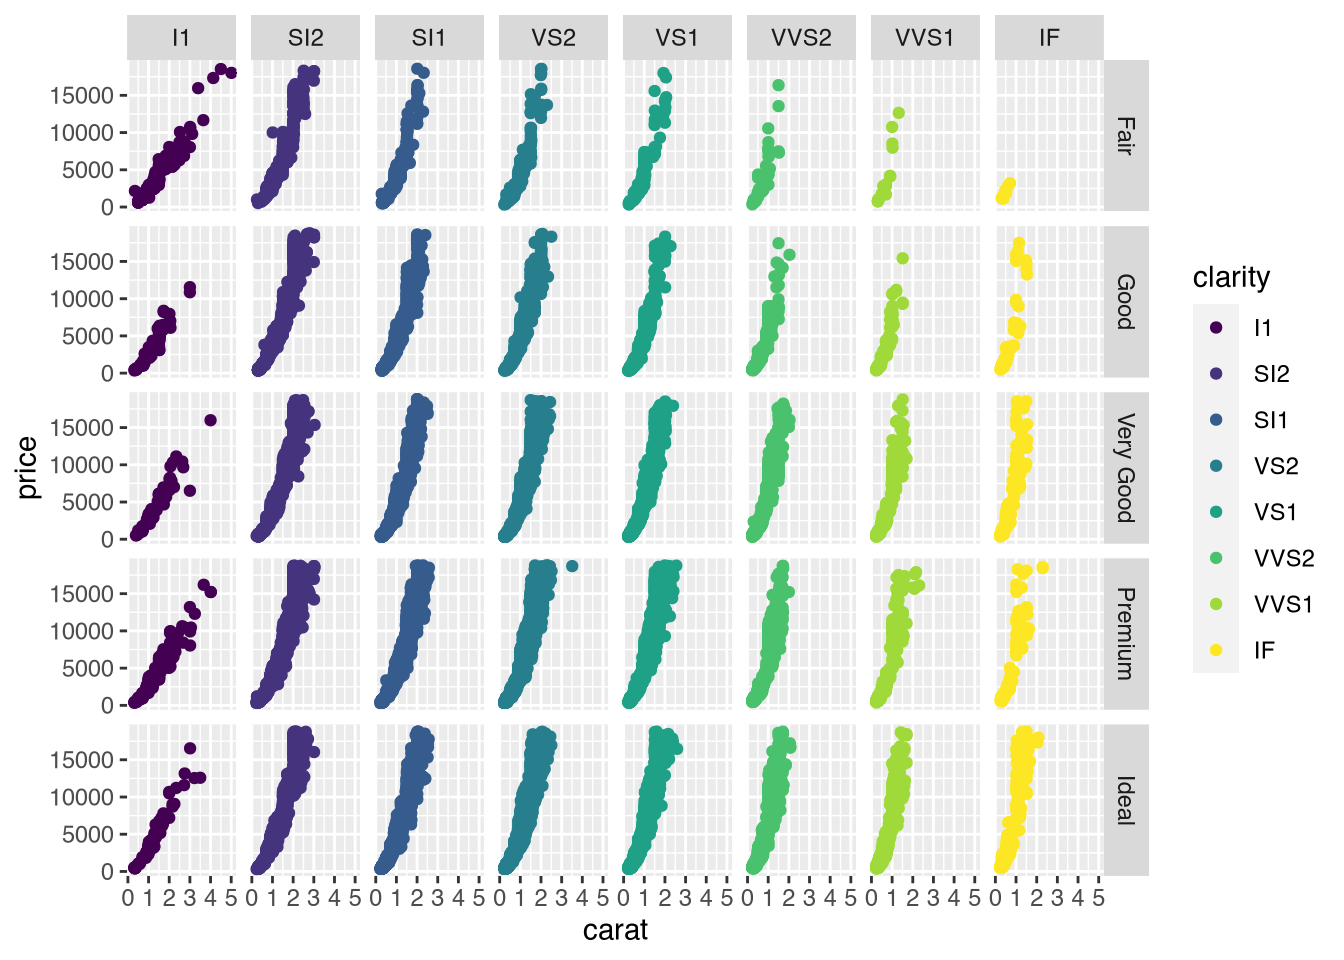 I1 SI2 SI1 VS2 VS1 VVS2 VVS1 IF
15000
10000
5000
0
Fair
15000
10000
5000
0
Good
price
15000
10000
5000
0
Very Good
15000
10000
5000
0
Premium
15000
10000
5000
0
Ideal
0 1 2 3 4 5 0 1 2 3 4 5 0 1 2 3 4 5 0 1 2 3 4 5 0 1 2 3 4 5 0 1 2 3 4 5 0 1 2 3 4 5 0 1 2 3 4 5
carat
clarity
I1
SI2
SI1
VS2
VS1
VVS2
VVS1
IF